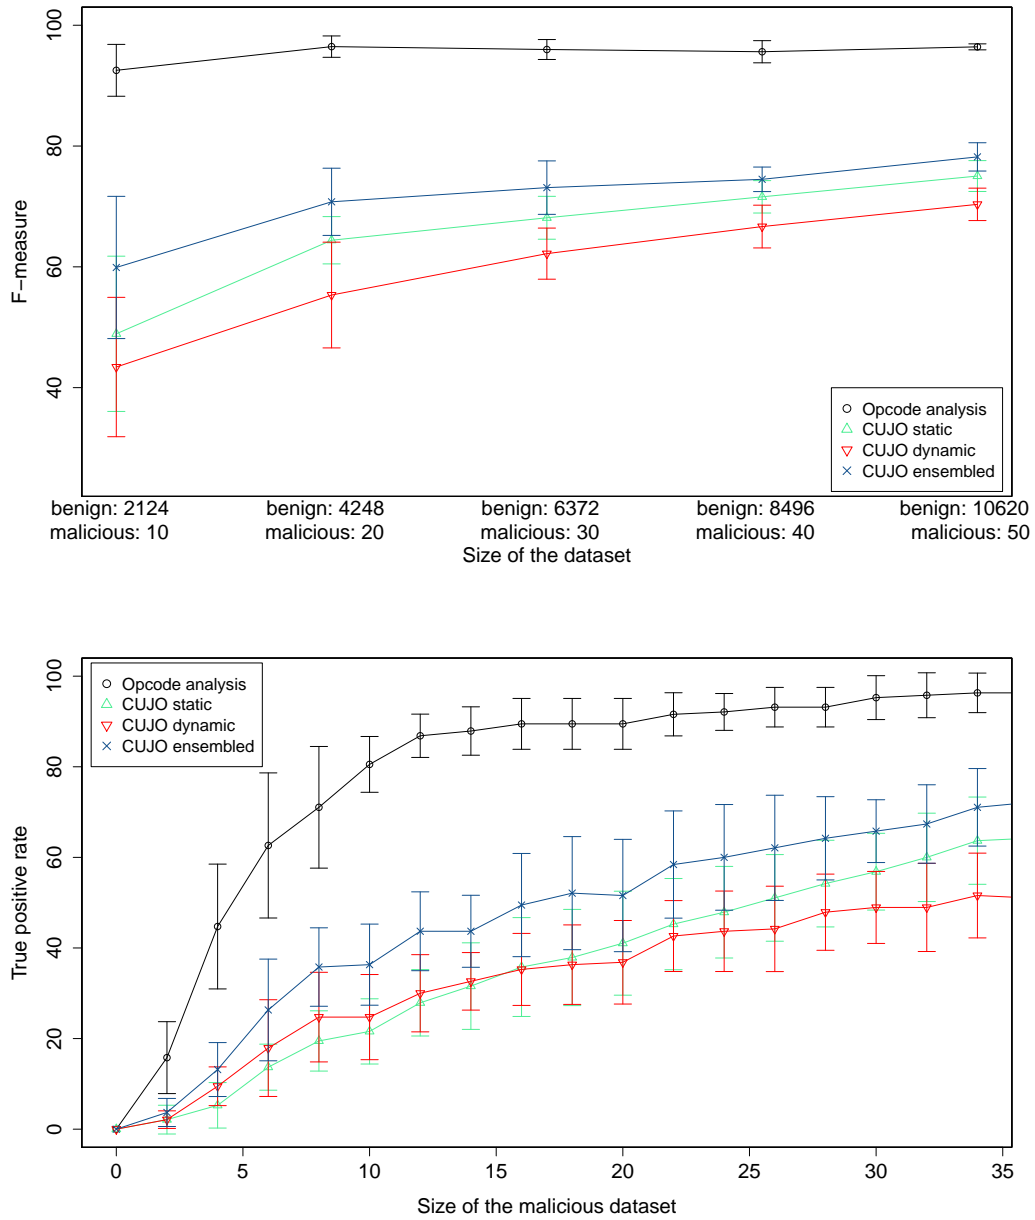 100
80
60
40
F−measure
Opcode analysis
CUJO static
CUJO dynamic
CUJO ensembled
benign: 2124 benign: 4248 benign: 6372 benign: 8496 benign: 10620
malicious: 10 malicious: 20 malicious: 30 malicious: 40 malicious: 50
Size of the dataset
100
80
60
40
20
0
True positive rate
Opcode analysis
CUJO static
CUJO dynamic
CUJO ensembled
0 5 10 15 20 25 30 35
Size of the malicious dataset